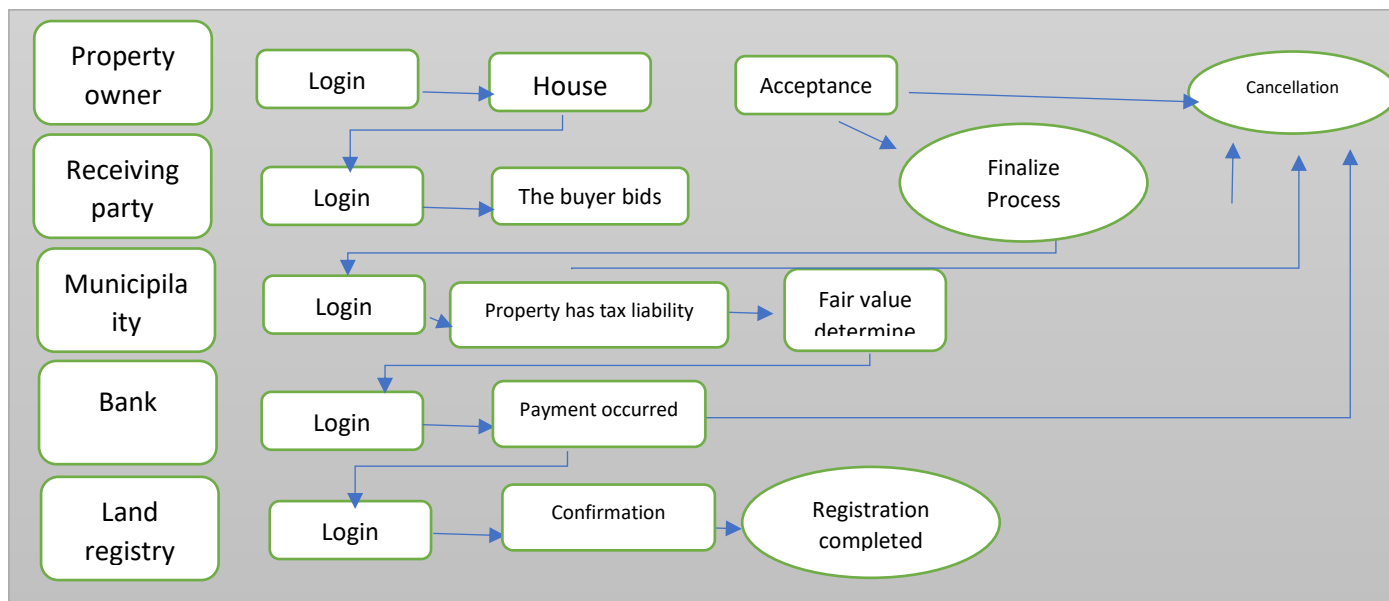 Property
owner
Login
House
Acceptance
Cancellation
Receiving
party
Login
The buyer bids
Finalize
Process
Municipila
ity
Login
Property has tax liability
Fair value
determine
Bank
Login
Payment occurred
Land
registry
Login
Confirmation
Registration
completed